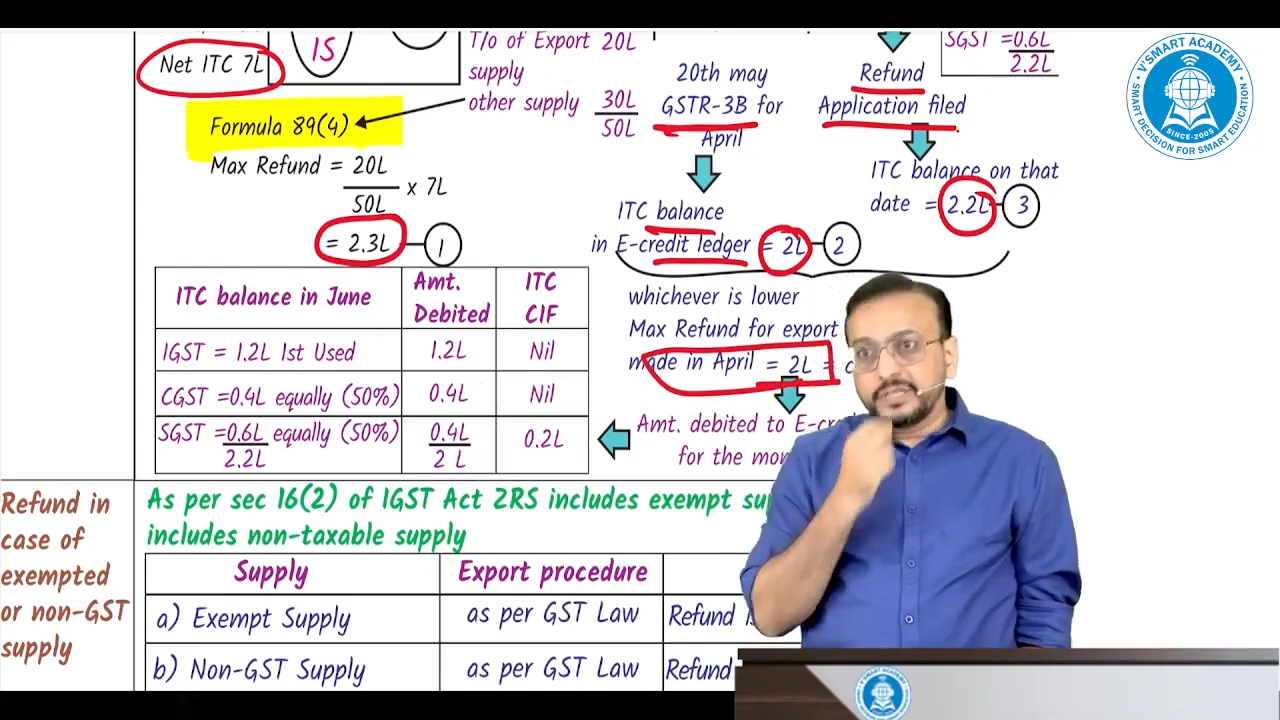 Net ITC 7L
15
T/o of Export 20L
supply
other supply 30L
50L
Formula 89(4)
Max Refund = 20L
50L
x 7L
= 2.3L
1
20th may
GSTR-3B for
April
ITC balance
in E-credit ledger = 2L
2
Refund
Application filed
ITC balance on that
date = 2.2L
3
SGST = 0.6L
2.2L
V'SMART ACADEMY
SINCE-2005
SMART DECISION FOR SMART EDUCATION
whichever is lower
Max Refund for export
made in April = 2L =
Amt. debited to
for the
ITC balance in June
Amt.
Debited
ITC
CIF
IGST = 1.2L 1st Used
1.2L
Nil
CGST =0.4L equally (50%)
0.4L
Nil
SGST =0.6L equally (50%)
2.2L
0.4L
2 L
0.2L
Refund in
case of
exempted
or non-GST
supply
As per sec 16(2) of IGST Act ZRS includes exempt
includes non-taxable supply
Supply
Export procedure
a) Exempt Supply
as per GST Law
Refund
b) Non-GST Supply
as per GST Law
Refund